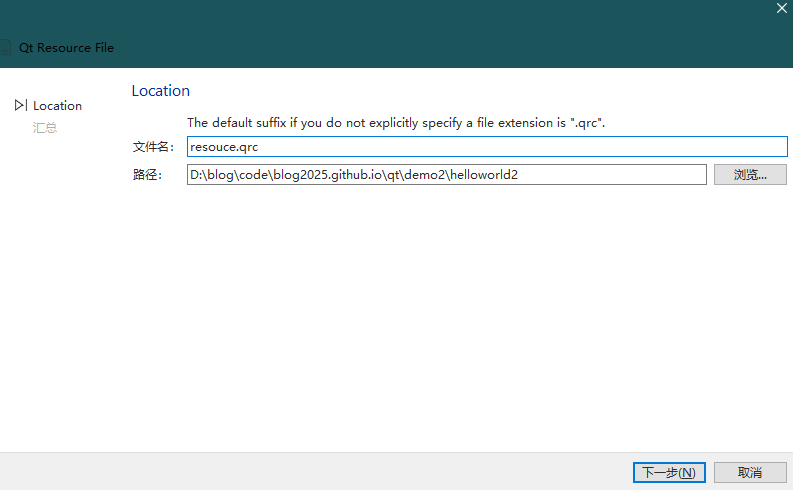 Qt Resource File
Location
Location
汇总
The default suffix if you do not explicitly specify a file extension is ".qrc".
文件名： resouce.qrc
路径： D:\blog\code\blog2025.github.io\qt\demo2\helloworld2 浏览...
下一步(N) 取消